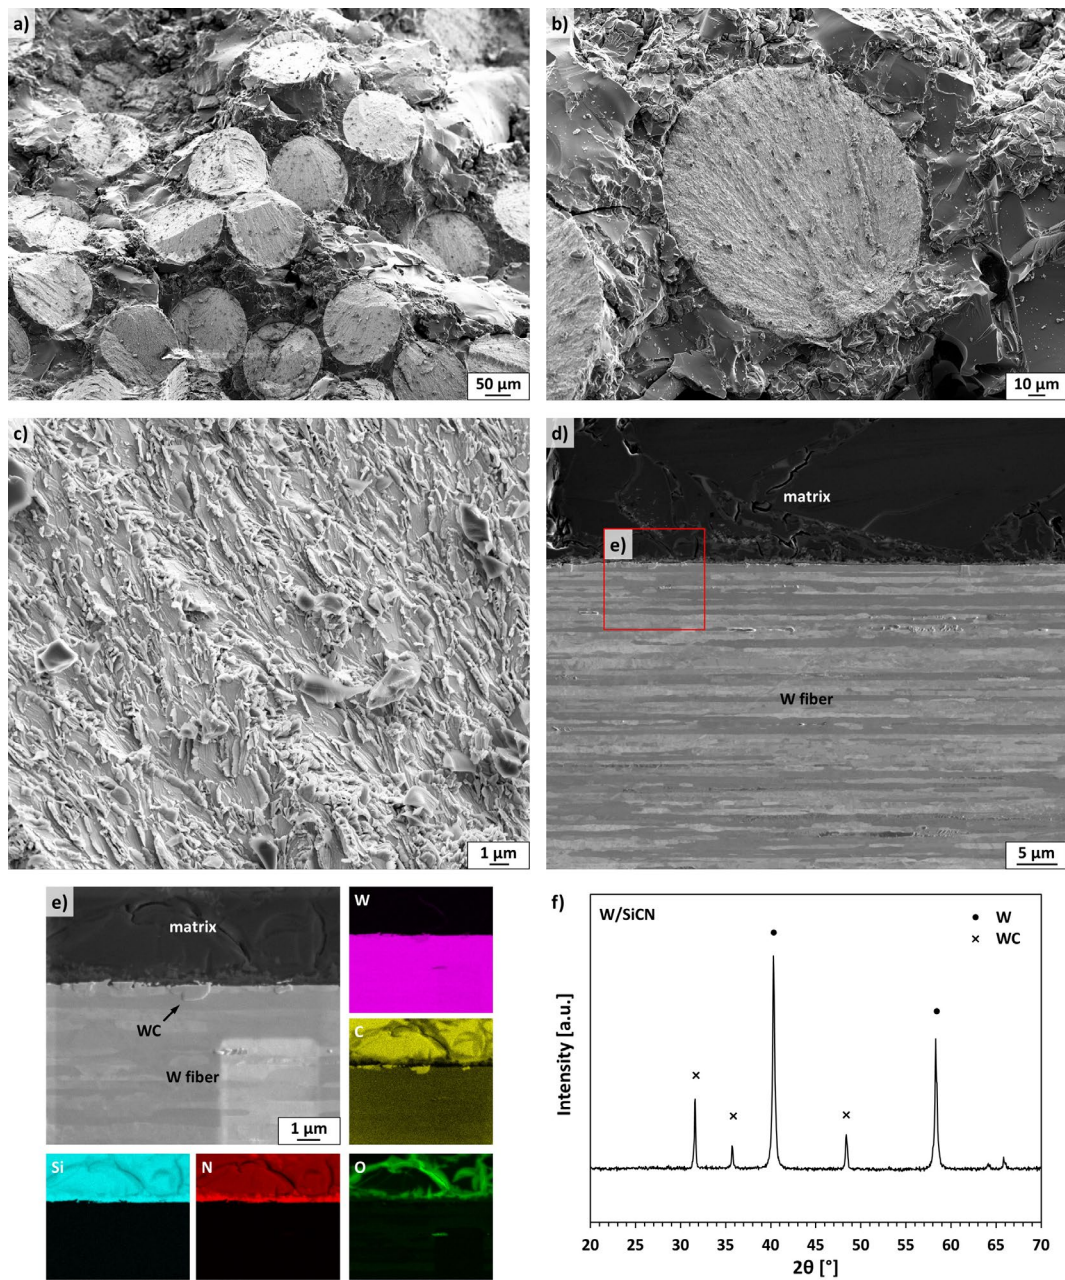 a)
50 µm
b)
10 µm
c)
1 µm
d)
matrix
e)
W fiber
5 µm
e)
matrix
WC
W fiber
1 µm
W
C
Si
N
O
f)
W/SiCN
● W
× WC
Intensity [a.u.]
20 25 30 35 40 45 50 55 60 65 70
2θ [°]